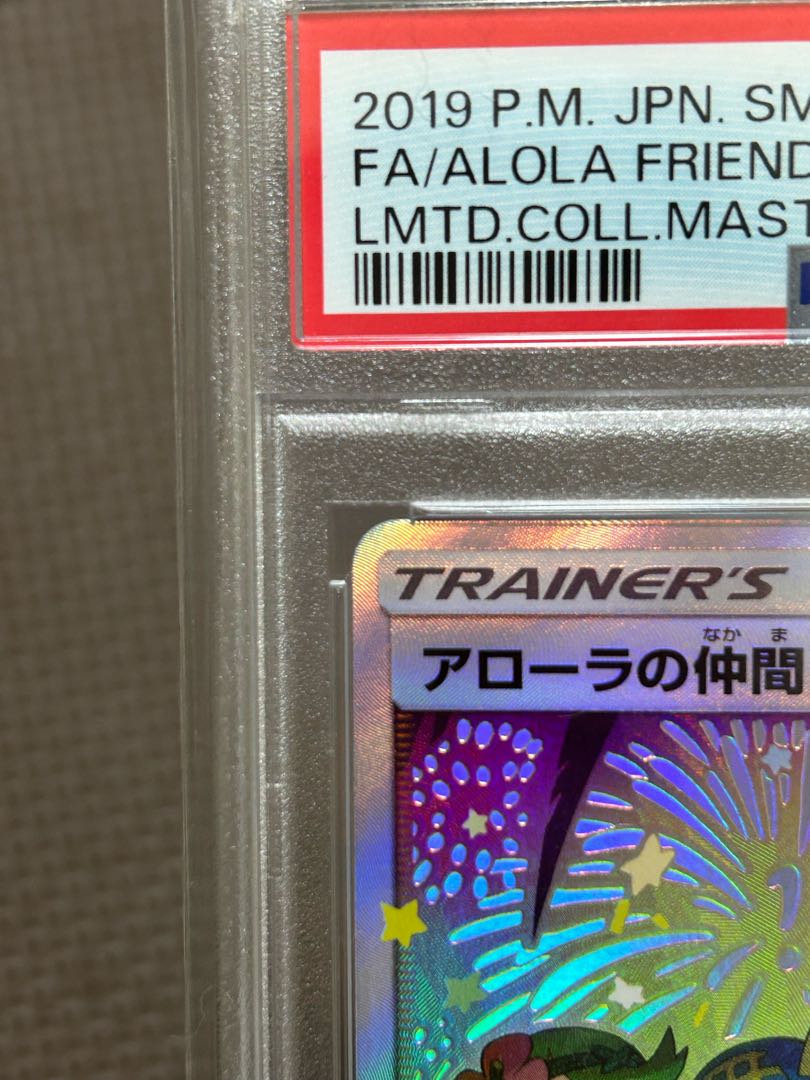 2019 P.M. JPN. SM
FA/ALOLA FRIEND
LMTD.COLL.MAST
TRAINER'S
なか ま
アローラの仲間